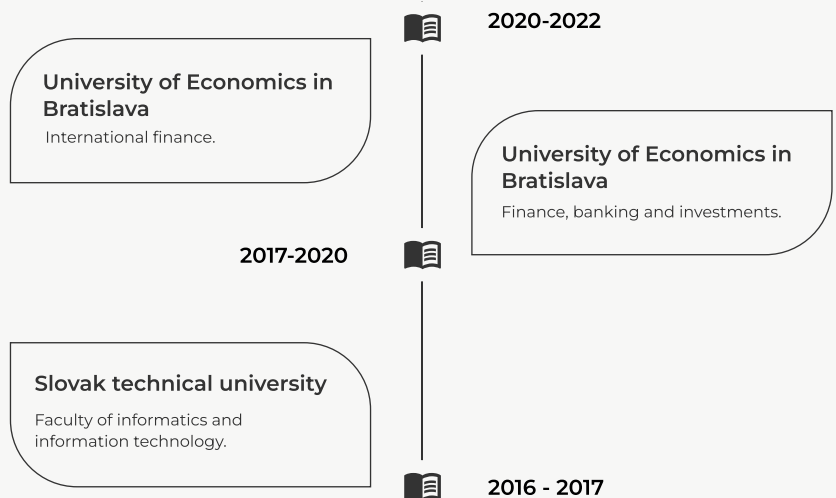 2020-2022
University of Economics in
Bratislava
International finance.
University of Economics in
Bratislava
Finance, banking and investments.
2017-2020
Slovak technical university
Faculty of informatics and
information technology.
2016 - 2017